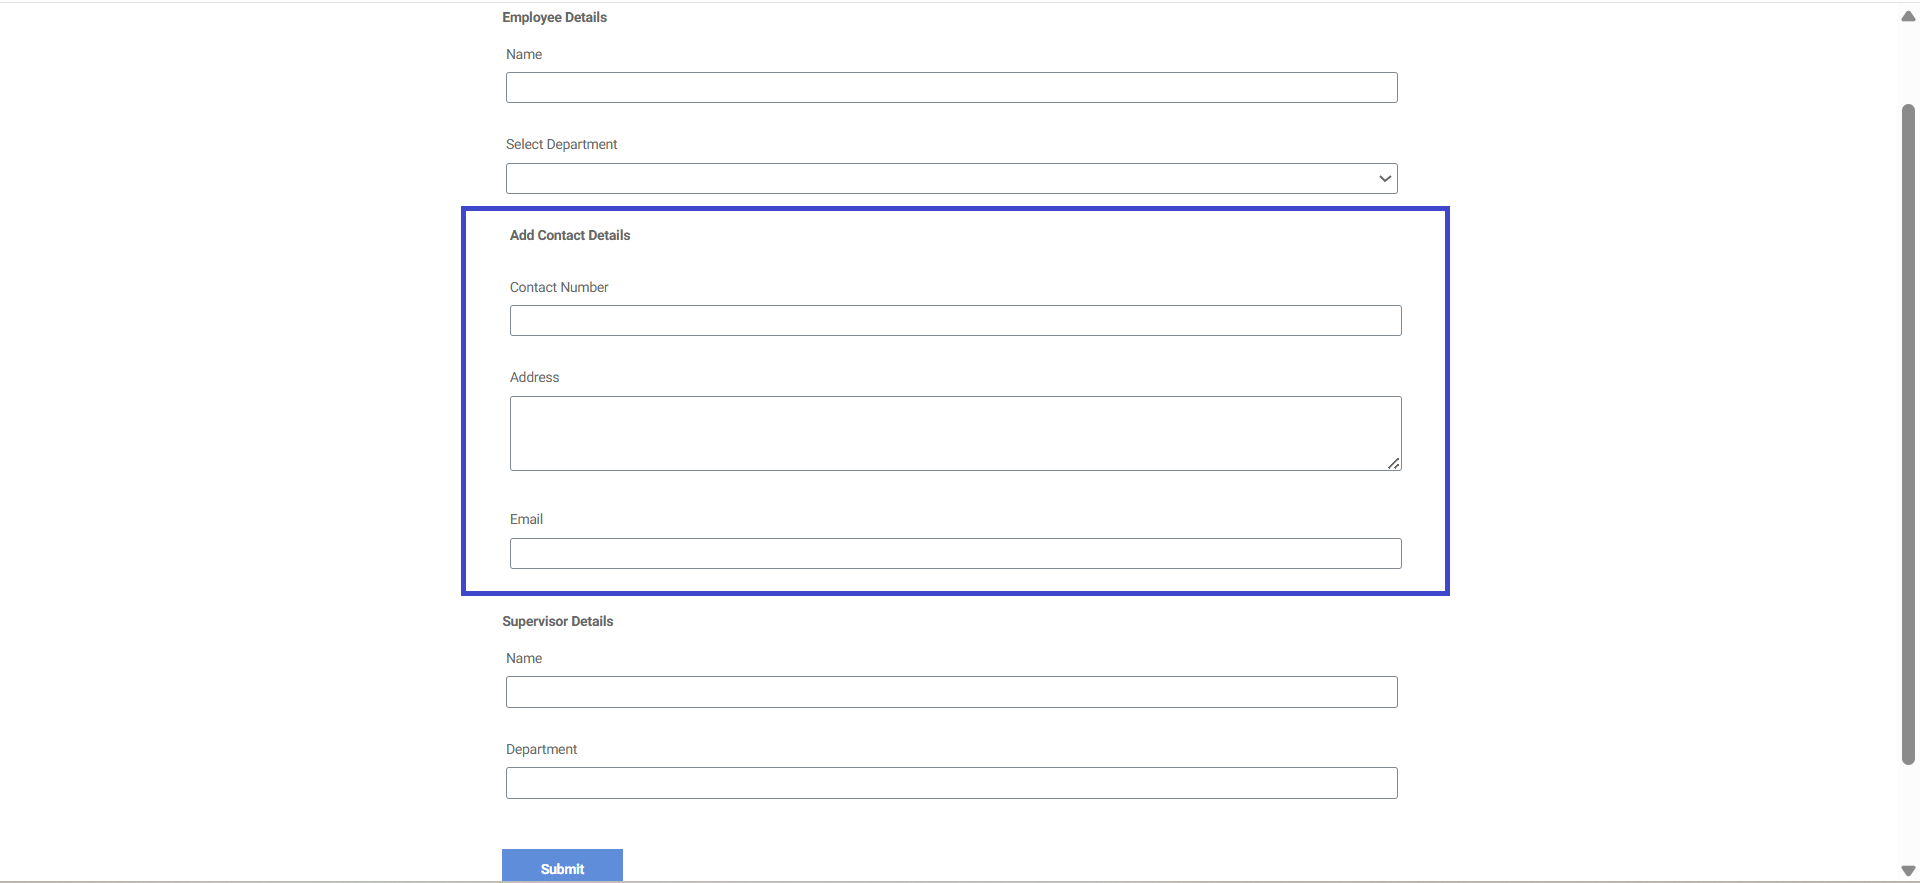 Employee Details
Name
Select Department
Add Contact Details
Contact Number
Address
Email
Supervisor Details
Name
Department
Submit